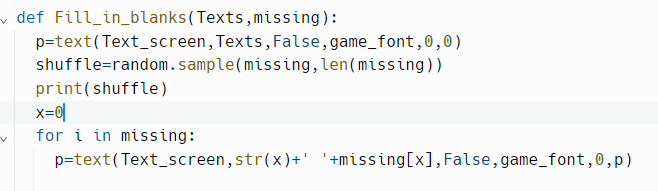 def Fill_in_blanks(Texts,missing):
p=text(Text_screen,Texts,False,game_font,0,0)
shuffle=random.sample(missing,len(missing))
print(shuffle)
x=0
for i in missing:
p=text(Text_screen,str(x)+' '+missing[x],False,game_font,0,p)